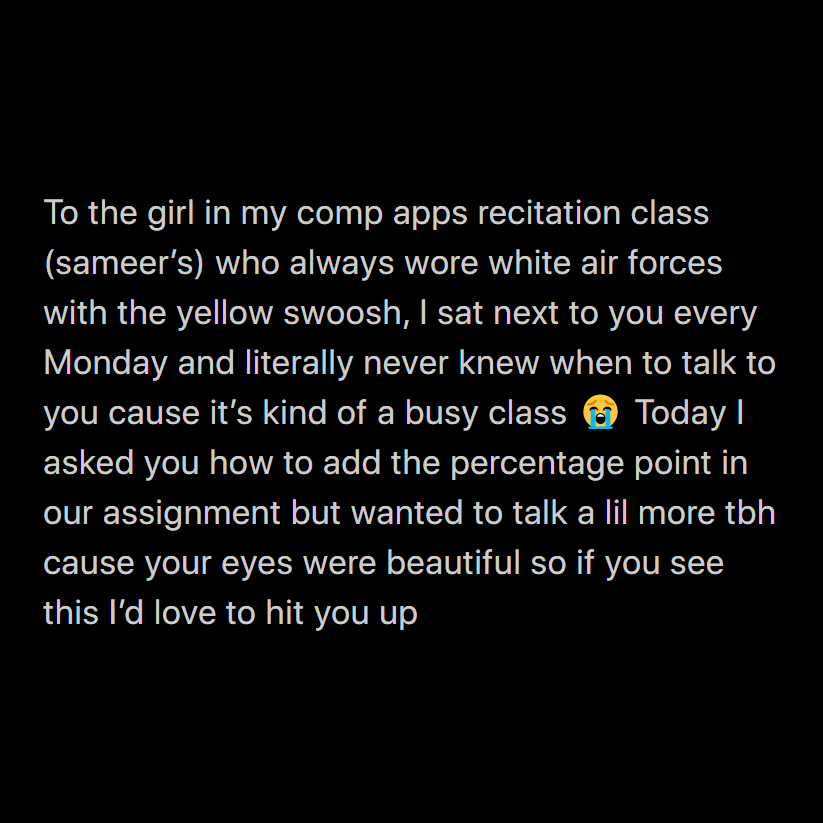 To the girl in my comp apps recitation class
(sameer’s) who always wore white air forces
with the yellow swoosh, I sat next to you every
Monday and literally never knew when to talk to
you cause it’s kind of a busy class 😭 Today I
asked you how to add the percentage point in
our assignment but wanted to talk a lil more tbh
cause your eyes were beautiful so if you see
this I’d love to hit you up